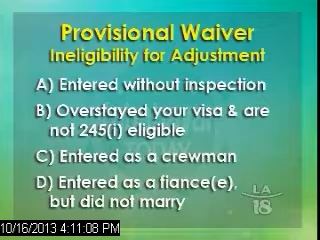 Provisional Waiver
Ineligibility for Adjustment
A) Entered without inspection
B) Overstayed your visa & are
not 245(i) eligible
C) Entered as a crewman
D) Entered as a fiance(e),
but did not marry
LA
18
10/16/2013 4:11:08 PM